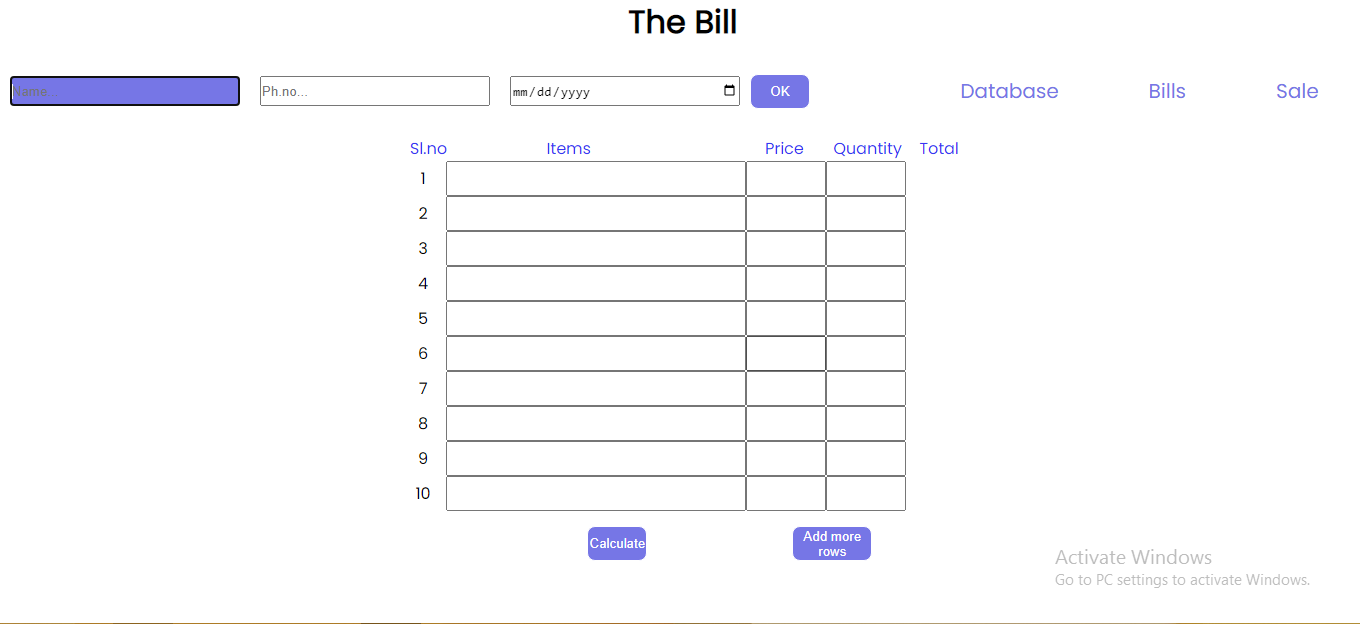 The Bill
Name...
Ph.no...
mm/dd/yyyy
OK
Database
Bills
Sale
Sl.no Items Price Quantity Total
1
2
3
4
5
6
7
8
9
10
Calculate
Add more
rows
Activate Windows
Go to PC settings to activate Windows.